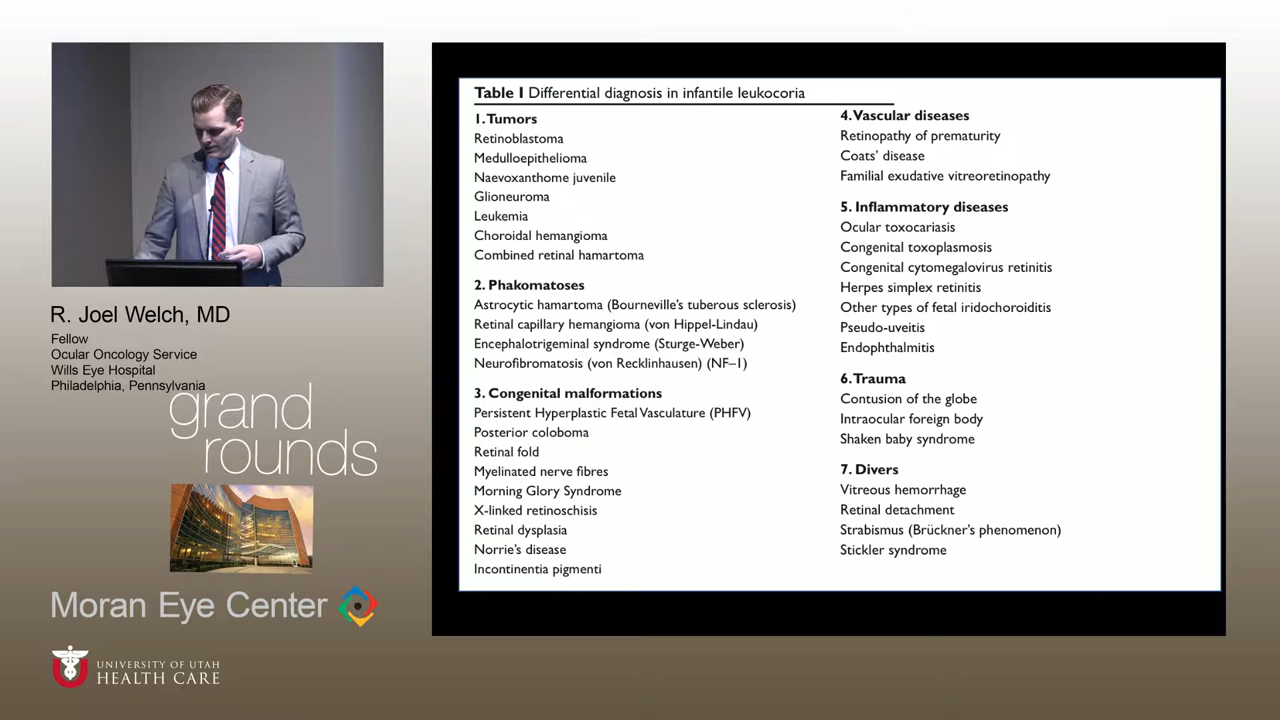 R. Joel Welch, MD
Fellow
Ocular Oncology Service
Wills Eye Hospital
Philadelphia, Pennsylvania
grand
rounds
Moran Eye Center
UNIVERSITY OF UTAH
HEALTH CARE
Table I Differential diagnosis in infantile leukocoria
1. Tumors
Retinoblastoma
Medulloepithelioma
Naevoxanthome juvenile
Glioneuroma
Leukemia
Choroidal hemangioma
Combined retinal hamartoma
2. Phakomatoses
Astrocytic hamartoma (Bourneville's tuberous sclerosis)
Retinal capillary hemangioma (von Hippel-Lindau)
Encephalotrigeminal syndrome (Sturge-Weber)
Neurofibromatosis (von Recklinhausen) (NF–1)
3. Congenital malformations
Persistent Hyperplastic Fetal Vasculature (PHFV)
Posterior coloboma
Retinal fold
Myelinated nerve fibres
Morning Glory Syndrome
X-linked retinoschisis
Retinal dysplasia
Norrie's disease
Incontinentia pigmenti
4. Vascular diseases
Retinopathy of prematurity
Coats' disease
Familial exudative vitreoretinopathy
5. Inflammatory diseases
Ocular toxocariasis
Congenital toxoplasmosis
Congenital cytomegalovirus retinitis
Herpes simplex retinitis
Other types of fetal iridochoroiditis
Pseudo-uveitis
Endophthalmitis
6. Trauma
Contusion of the globe
Intraocular foreign body
Shaken baby syndrome
7. Divers
Vitreous hemorrhage
Retinal detachment
Strabismus (Brückner's phenomenon)
Stickler syndrome